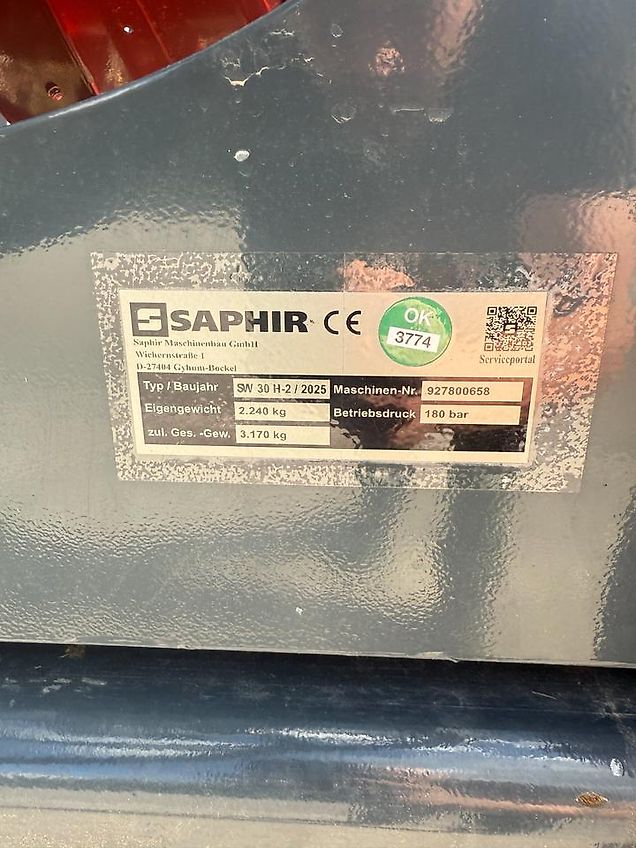 SAPHIR CE
OK
3774
Saphir Maschinenbau GmbH
Wichernstraße 1
D-27404 Gyhum-Bockel
Serviceportal
Typ / Baujahr SW 30 H-2 / 2025 Maschinen-Nr. 927800658
Eigengewicht 2.240 kg Betriebsdruck 180 bar
zul. Ges. -Gew. 3.170 kg